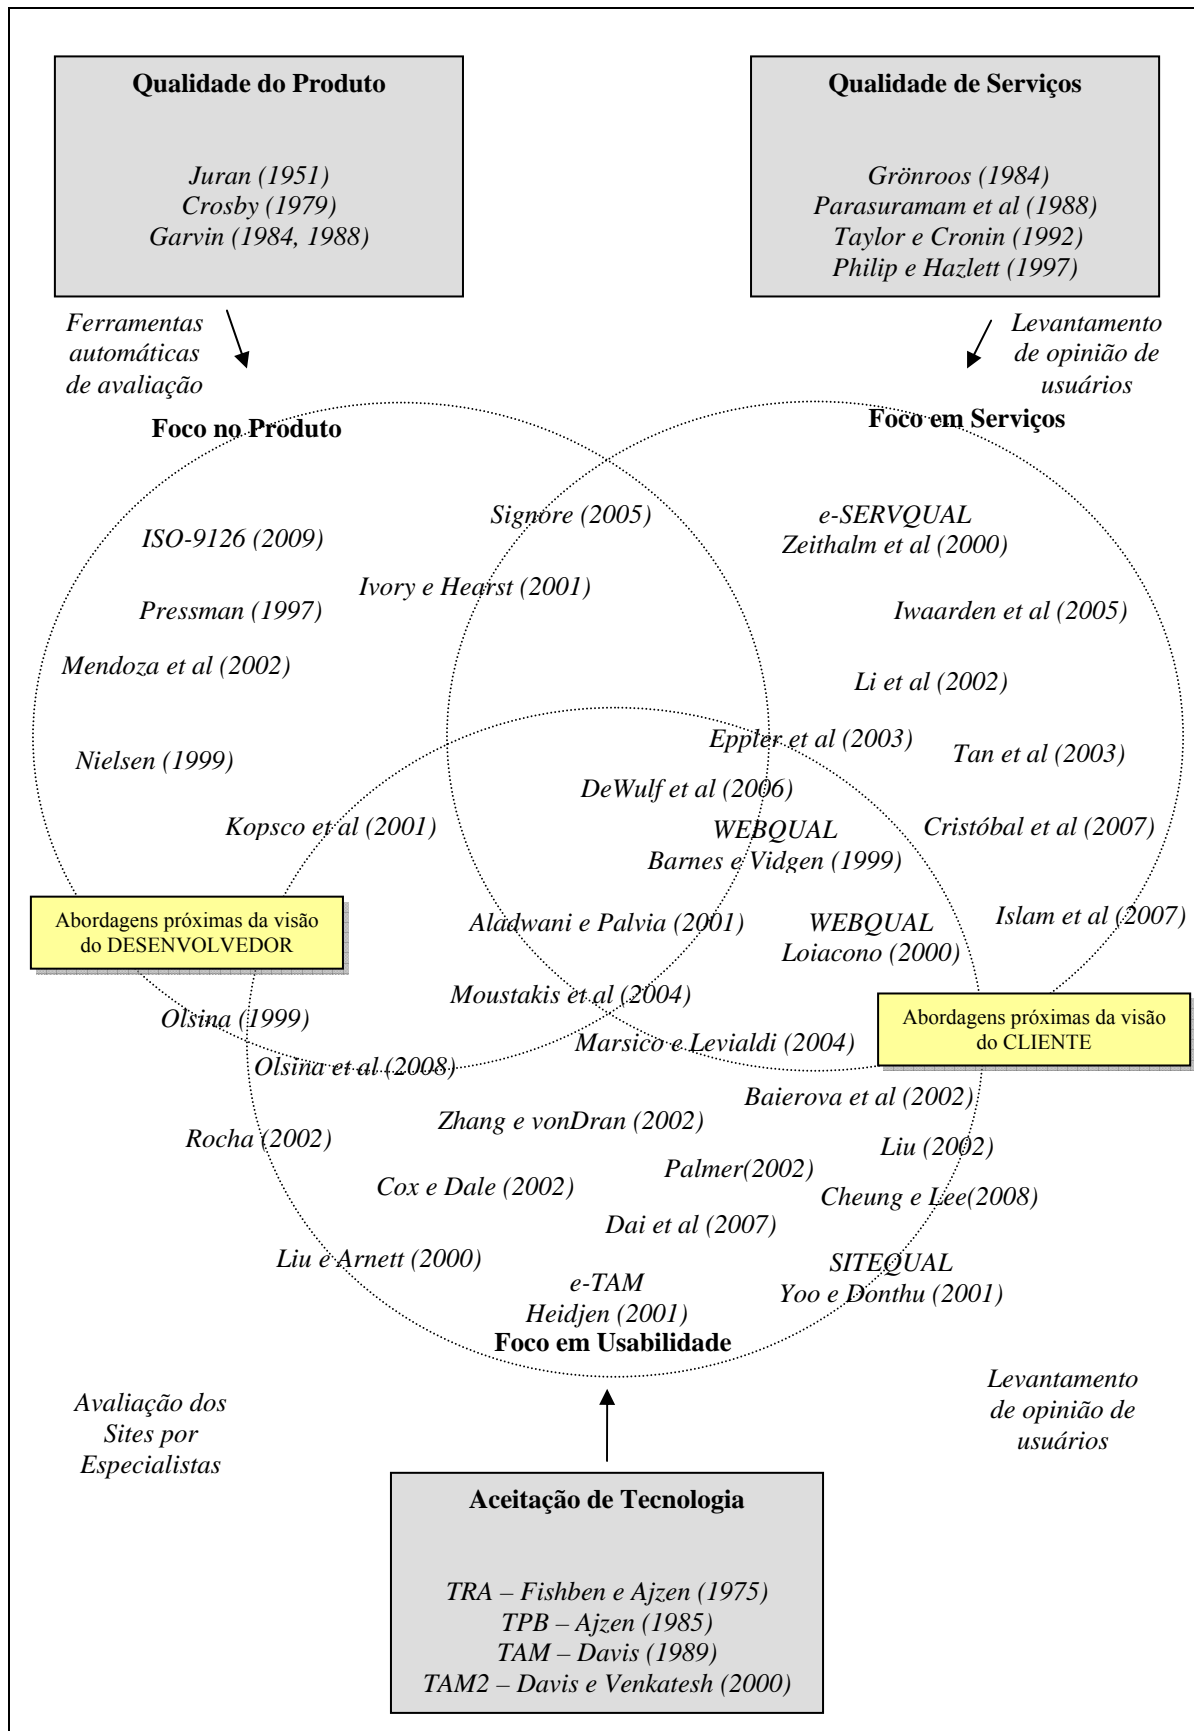 Qualidade do Produto
Juran (1951)
Crosby (1979)
Garvin (1984, 1988)
Qualidade de Serviços
Grönroos (1984)
Parasuramam et al (1988)
Taylor e Cronin (1992)
Philip e Hazlett (1997)
Ferramentas
automáticas
de avaliação
Levantamento
de opinião de
usuários
Foco no Produto
Foco em Serviços
Signore (2005)
e-SERVQUAL
Zeithalm et al (2000)
ISO-9126 (2009)
Ivory e Hearst (2001)
Pressman (1997)
Iwaarden et al (2005)
Mendoza et al (2002)
Li et al (2002)
Eppler et al (2003)
Tan et al (2003)
Nielsen (1999)
DeWulf et al (2006)
Kopsco et al (2001)
WEBQUAL
Barnes e Vidgen (1999)
Cristóbal et al (2007)
Abordagens próximas da visão
do DESENVOLVEDOR
Aladwani e Palvia (2001)
WEBQUAL
Loiacono (2000)
Islam et al (2007)
Moustakis et al (2004)
Olsina (1999)
Marsico e Levialdi (2004)
Abordagens próximas da visão
do CLIENTE
Olsina et al (2008)
Baierova et al (2002)
Zhang e vonDran (2002)
Rocha (2002)
Liu (2002)
Palmer(2002)
Cox e Dale (2002)
Cheung e Lee(2008)
Dai et al (2007)
Liu e Arnett (2000)
SITEQUAL
Yoo e Donthu (2001)
e-TAM
Heidjen (2001)
Foco em Usabilidade
Avaliação dos
Sites por
Especialistas
Levantamento
de opinião de
usuários
Aceitação de Tecnologia
TRA – Fishben e Ajzen (1975)
TPB – Ajzen (1985)
TAM – Davis (1989)
TAM2 – Davis e Venkatesh (2000)